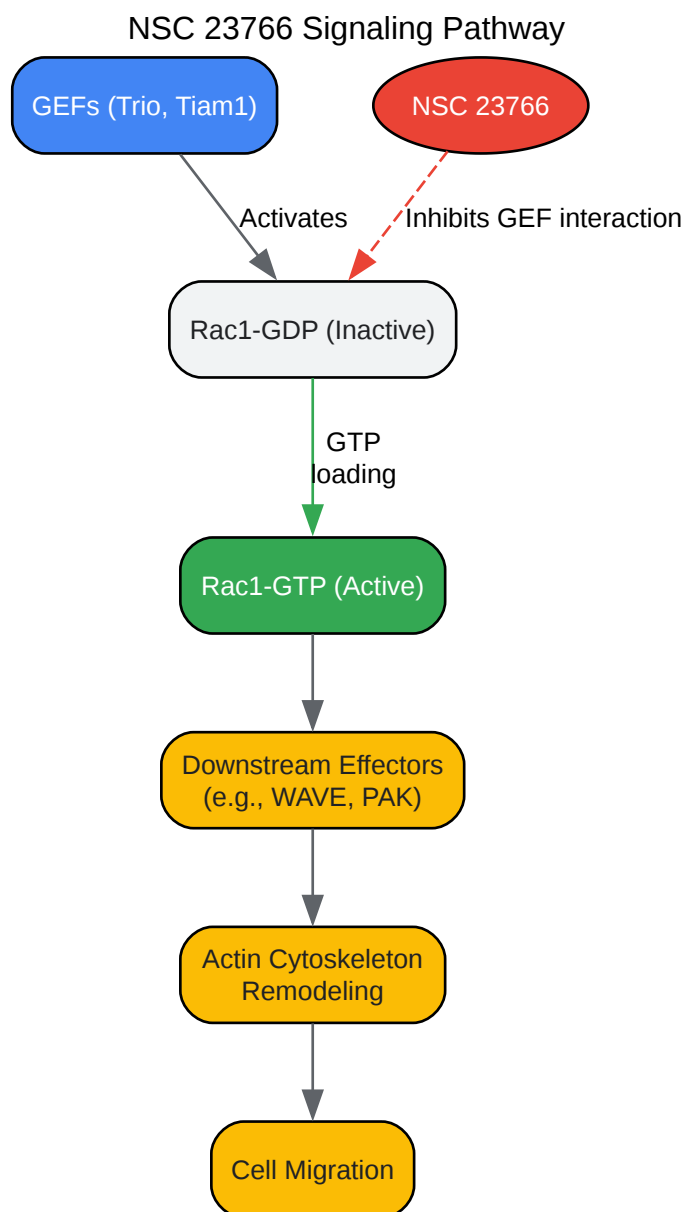 NSC 23766 Signaling Pathway
GEFs (Trio, Tiam1)
NSC 23766
Activates
Inhibits GEF interaction
Rac1-GDP (Inactive)
GTP
loading
Rac1-GTP (Active)
Downstream Effectors
(e.g., WAVE, PAK)
Actin Cytoskeleton
Remodeling
Cell Migration